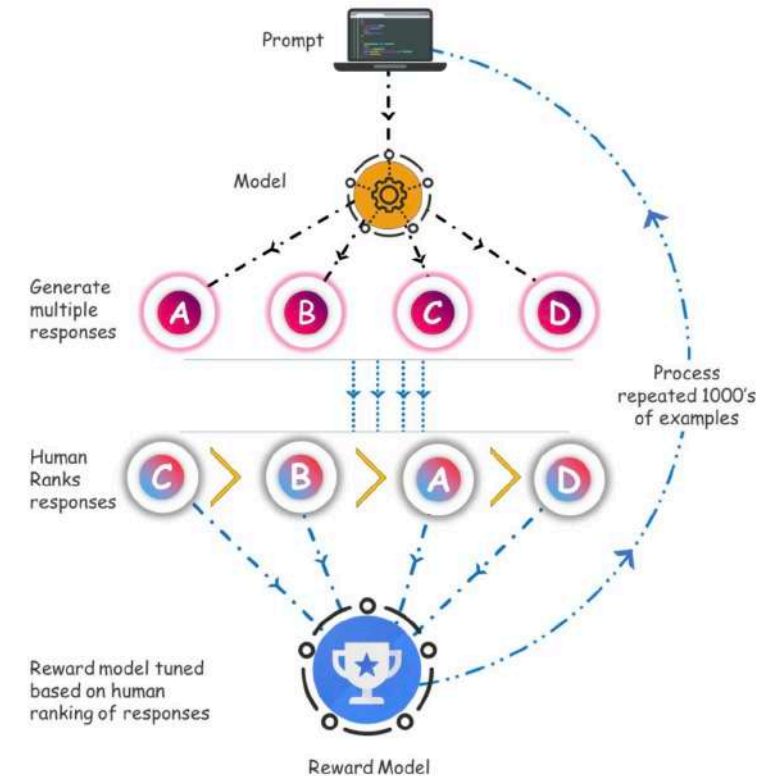 Prompt
Model
Generate
multiple
responses
A
B
C
D
Process
repeated 1000's
of examples
Human
Ranks
responses
C
B
A
D
Reward model tuned
based on human
ranking of responses
Reward Model